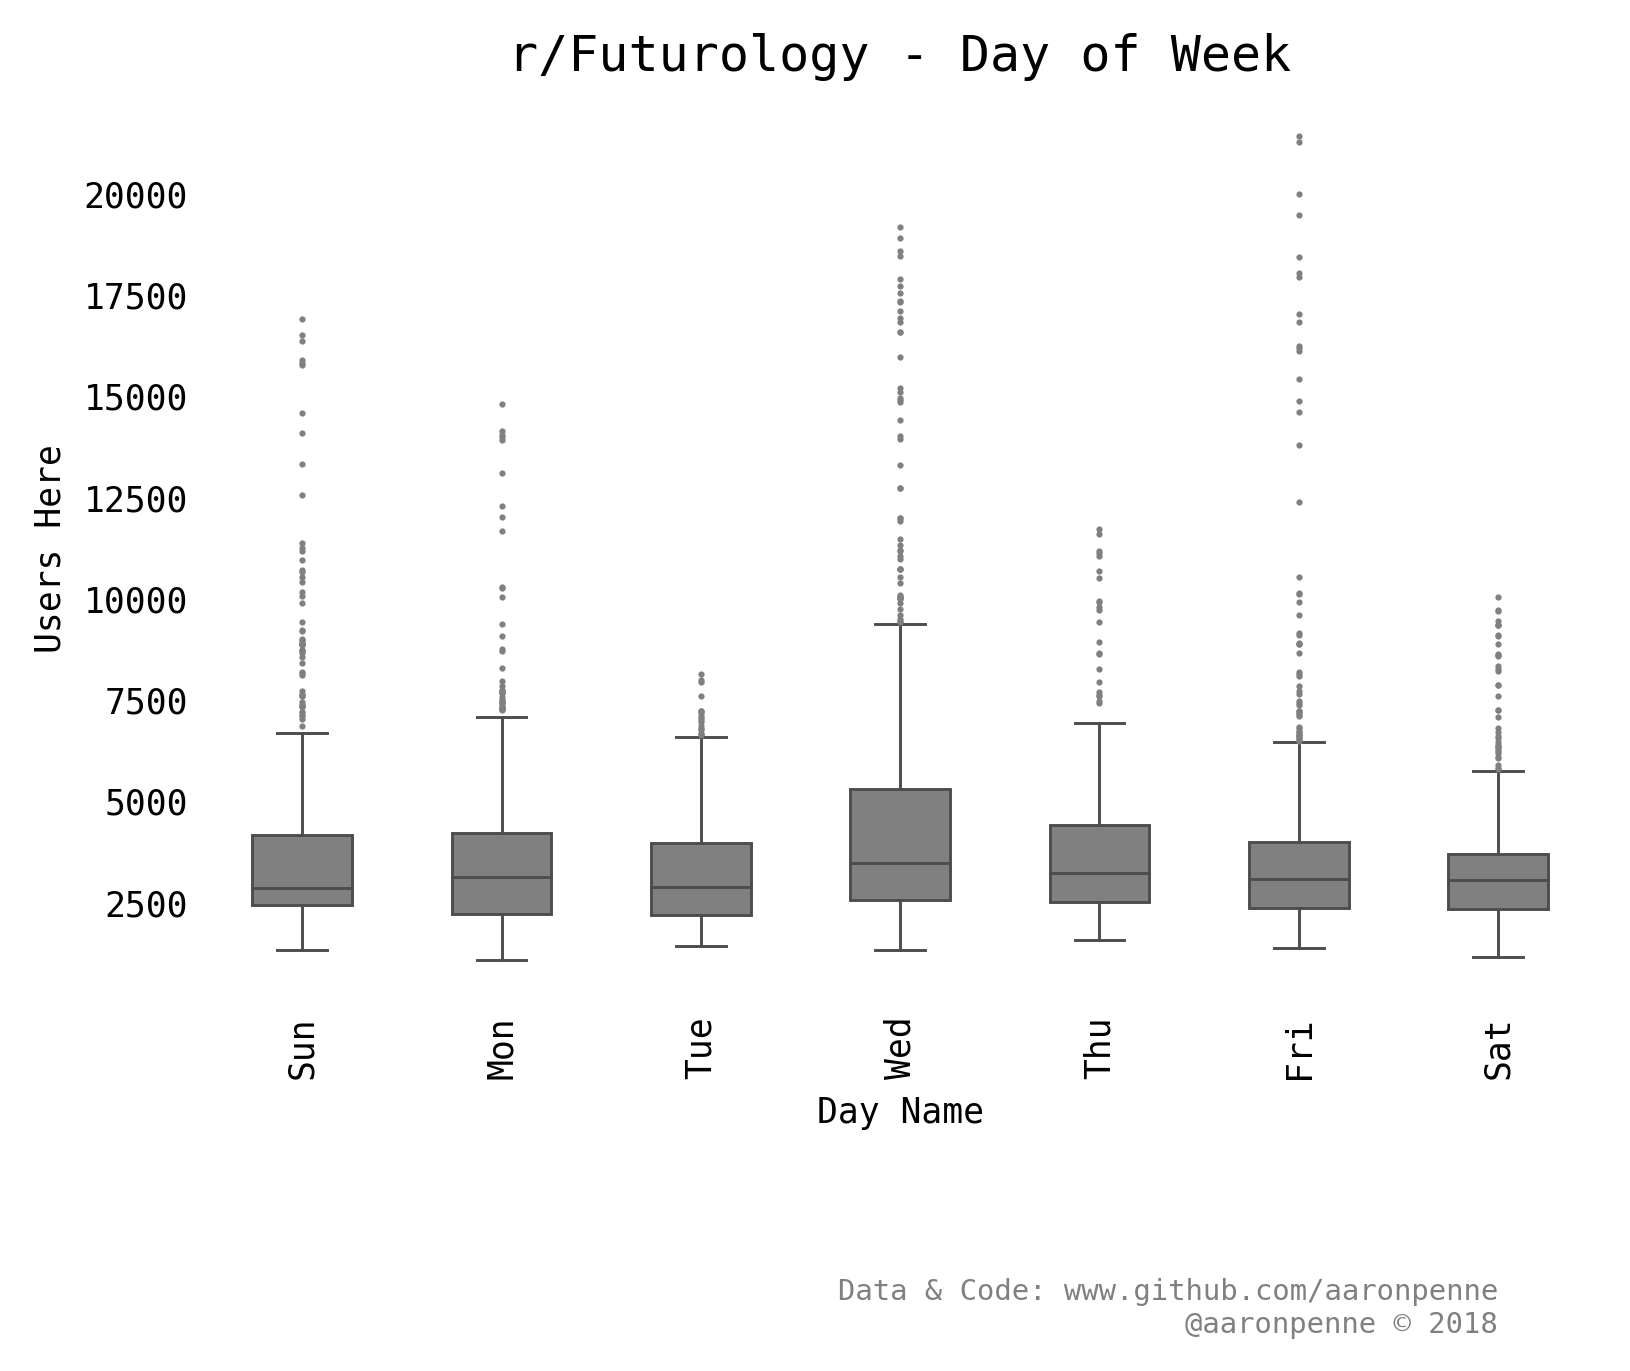 r/Futurology - Day of Week
20000
17500
15000
12500
10000
7500
5000
2500
Users Here
Sun
Mon
Tue
Wed
Thu
Fri
Sat
Day Name
Data & Code: www.github.com/aaronpenne
@aaronpenne © 2018